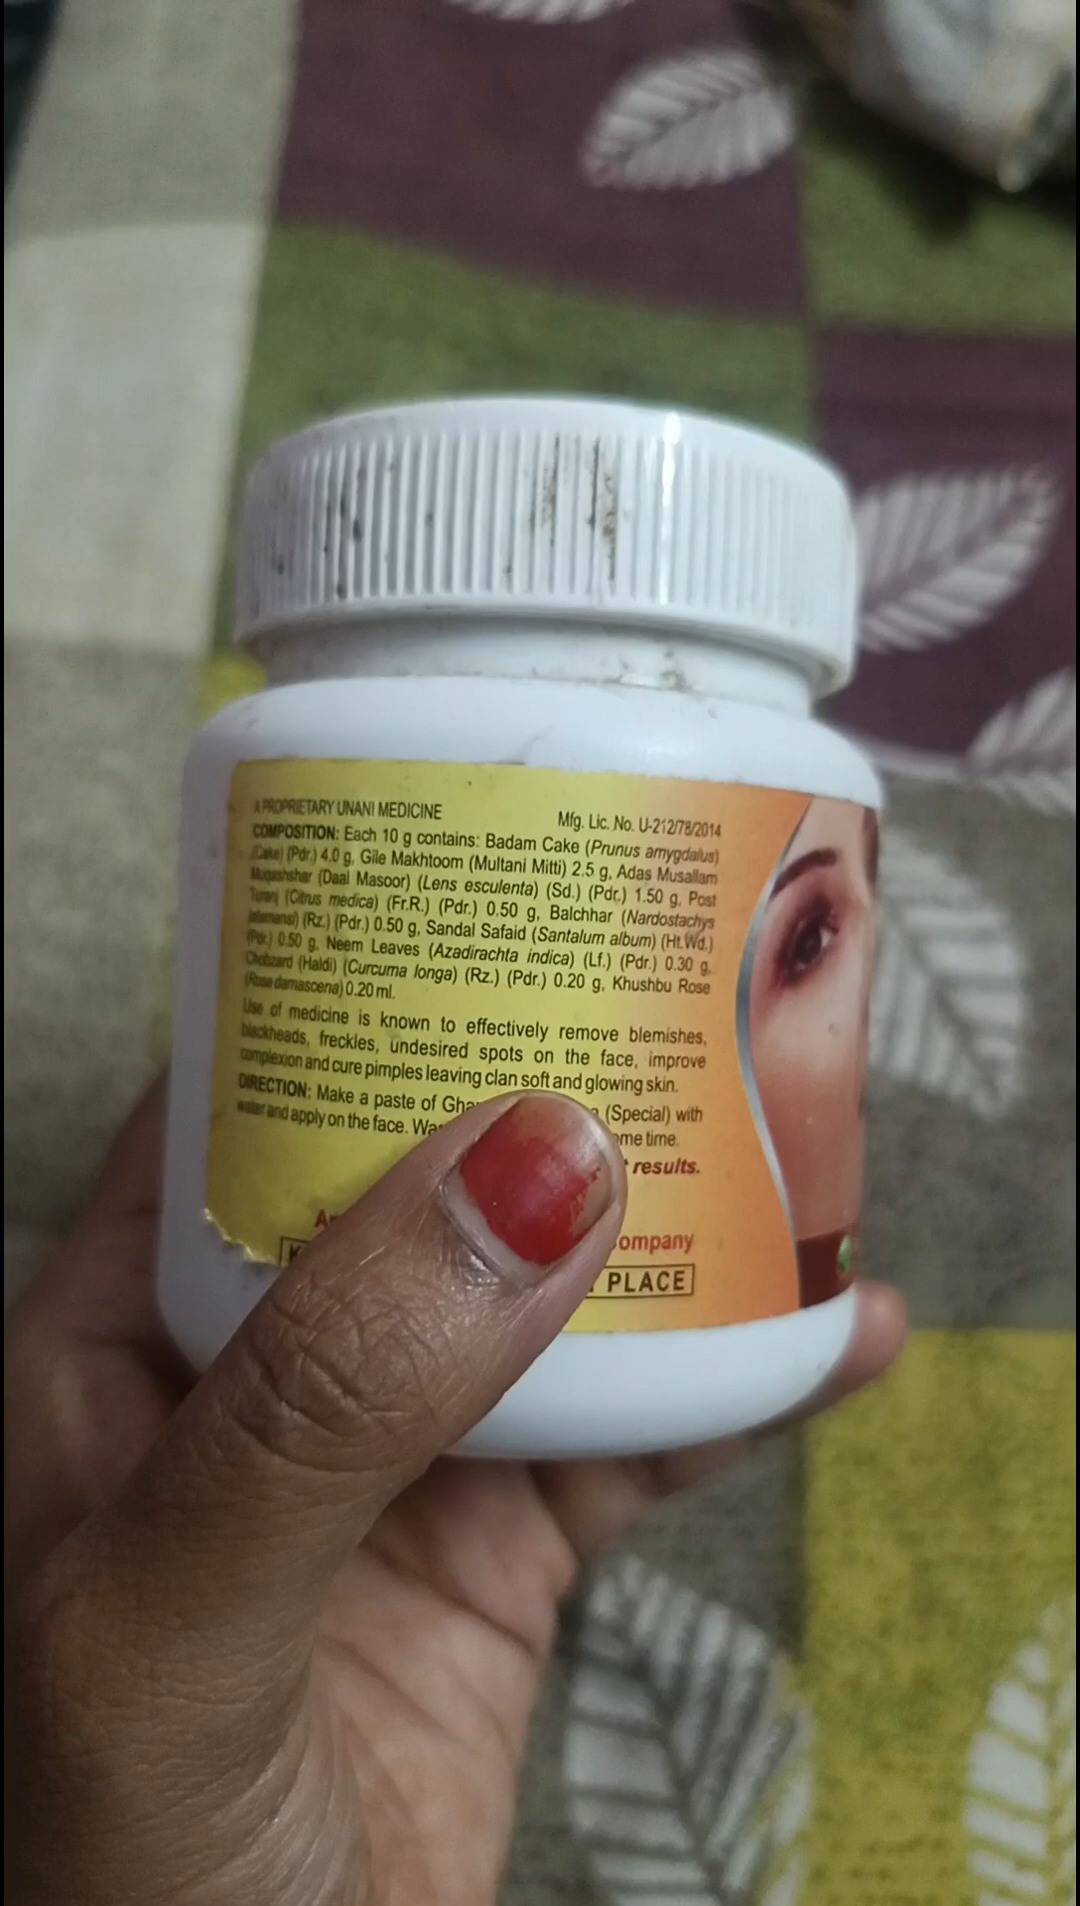 A PROPRIETARY UNANI MEDICINE
Mfg. Lic. No. U-212/78/2014
COMPOSITION: Each 10 g contains: Badam Cake (Prunus amygdalus)
(Cake) (Pdr.) 4.0 g, Gile Makhtoom (Multani Mitti) 2.5 g, Adas Musallam
Muqashshar (Daal Masoor) (Lens esculenta) (Sd.) (Pdr.) 1.50 g, Post
Turanj (Citrus medica) (Fr.R.) (Pdr.) 0.50 g, Balchhar (Nardostachys
jatamansi) (Rz.) (Pdr.) 0.50 g, Sandal Safaid (Santalum album) (Ht.Wd.)
(Pdr.) 0.50 g, Neem Leaves (Azadirachta indica) (Lf.) (Pdr.) 0.30 g,
Chobzard (Haldi) (Curcuma longa) (Rz.) (Pdr.) 0.20 g, Khushbu Rose
(Rose damascena) 0.20 ml.
Use of medicine is known to effectively remove blemishes,
blackheads, freckles, undesired spots on the face, improve
complexion and cure pimples leaving clan soft and glowing skin.
DIRECTION: Make a paste of (Special) with
water and apply on the face. time.
results.
PLACE